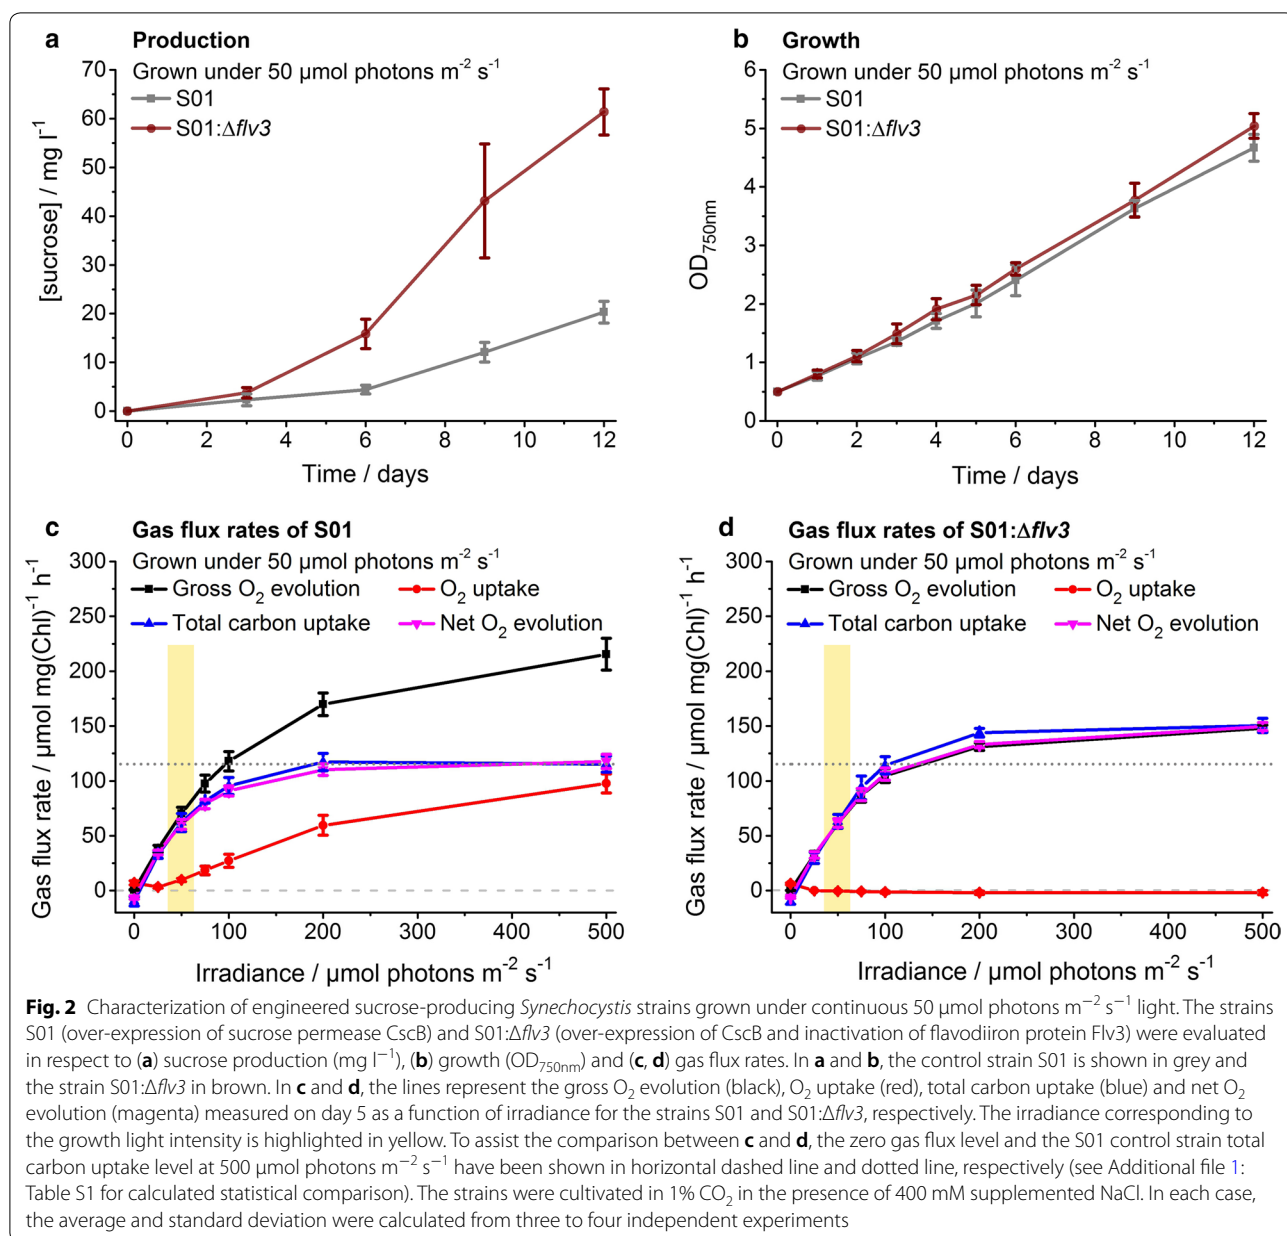 a Production
Grown under 50 µmol photons m⁻² s⁻¹
S01
S01:Δflv3
[sucrose] / mg l⁻¹
70
60
50
40
30
20
10
0
0 2 4 6 8 10 12
Time / days
b Growth
Grown under 50 µmol photons m⁻² s⁻¹
S01
S01:Δflv3
OD750nm
6
5
4
3
2
1
0
0 2 4 6 8 10 12
Time / days
c Gas flux rates of S01
Grown under 50 µmol photons m⁻² s⁻¹
Gross O₂ evolution O₂ uptake
Total carbon uptake Net O₂ evolution
Gas flux rate / µmol mg(Chl)⁻¹ h⁻¹
300
250
200
150
100
50
0
0 100 200 300 400 500
Irradiance / µmol photons m⁻² s⁻¹
d Gas flux rates of S01:Δflv3
Grown under 50 µmol photons m⁻² s⁻¹
Gross O₂ evolution O₂ uptake
Total carbon uptake Net O₂ evolution
Gas flux rate / µmol mg(Chl)⁻¹ h⁻¹
300
250
200
150
100
50
0
0 100 200 300 400 500
Irradiance / µmol photons m⁻² s⁻¹
Fig. 2 Characterization of engineered sucrose-producing Synechocystis strains grown under continuous 50 µmol photons m⁻² s⁻¹ light. The strains
S01 (over-expression of sucrose permease CscB) and S01:Δflv3 (over-expression of CscB and inactivation of flavodiiron protein Flv3) were evaluated
in respect to (a) sucrose production (mg l⁻¹), (b) growth (OD750nm) and (c, d) gas flux rates. In a and b, the control strain S01 is shown in grey and
the strain S01:Δflv3 in brown. In c and d, the lines represent the gross O₂ evolution (black), O₂ uptake (red), total carbon uptake (blue) and net O₂
evolution (magenta) measured on day 5 as a function of irradiance for the strains S01 and S01:Δflv3, respectively. The irradiance corresponding to
the growth light intensity is highlighted in yellow. To assist the comparison between c and d, the zero gas flux level and the S01 control strain total
carbon uptake level at 500 µmol photons m⁻² s⁻¹ have been shown in horizontal dashed line and dotted line, respectively (see Additional file 1:
Table S1 for calculated statistical comparison). The strains were cultivated in 1% CO₂ in the presence of 400 mM supplemented NaCl. In each case,
the average and standard deviation were calculated from three to four independent experiments